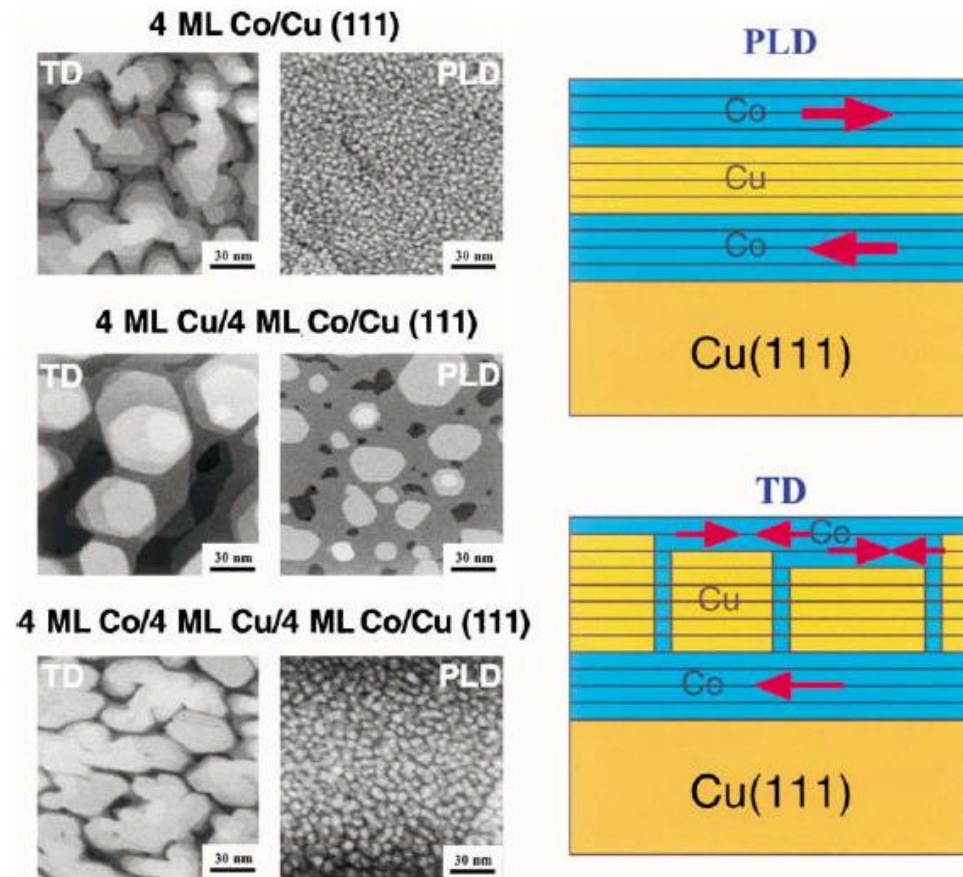 4 ML Co/Cu (111)
TD
PLD
30 nm
30 nm
4 ML Cu/4 ML Co/Cu (111)
TD
PLD
30 nm
30 nm
4 ML Co/4 ML Cu/4 ML Co/Cu (111)
TD
PLD
30 nm
30 nm
PLD
Co
Cu
Co
Cu(111)
TD
Co
Cu
Co
Cu(111)